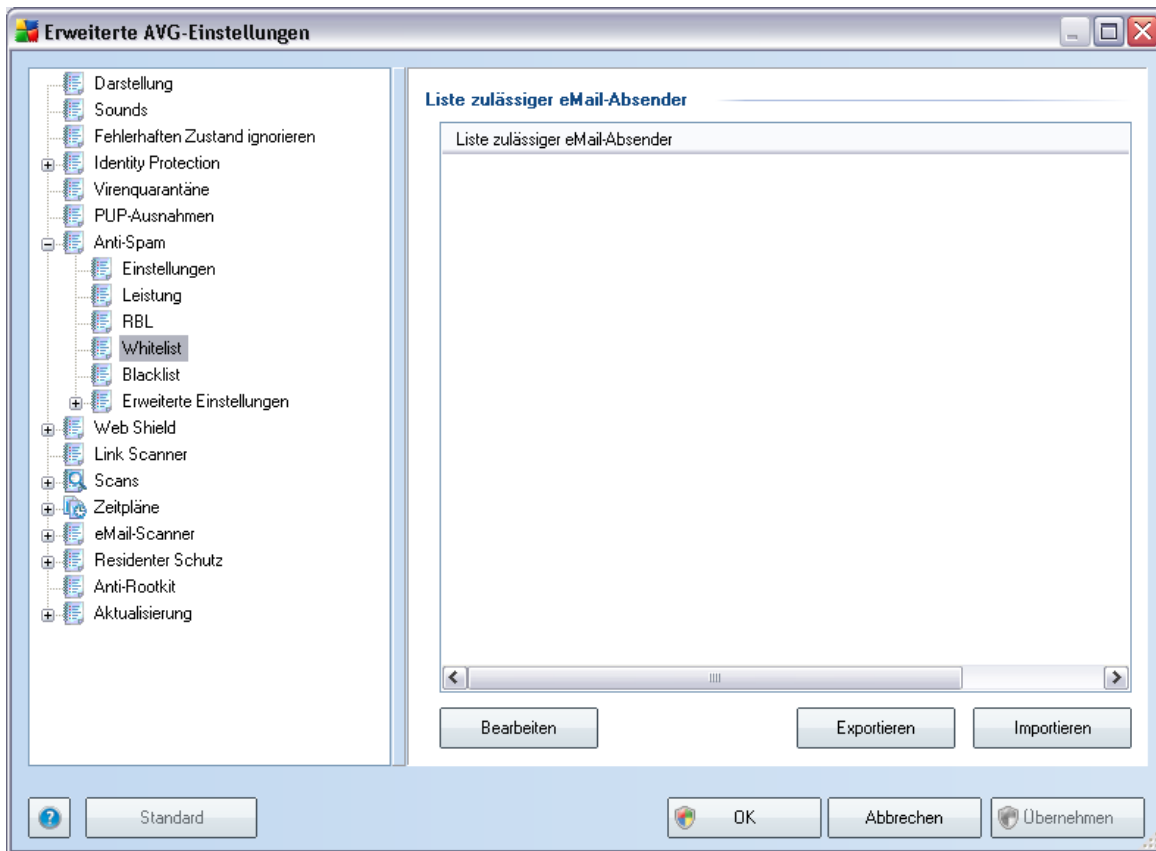 Erweiterte AVG-Einstellungen
Darstellung
Sounds
Fehlerhaften Zustand ignorieren
Identity Protection
Virenquarantäne
PUP-Ausnahmen
Anti-Spam
Einstellungen
Leistung
RBL
Whitelist
Blacklist
Erweiterte Einstellungen
Web Shield
Link Scanner
Scans
Zeitpläne
eMail-Scanner
Residenter Schutz
Anti-Rootkit
Aktualisierung
Liste zulässiger eMail-Absender
Liste zulässiger eMail-Absender
Bearbeiten
Exportieren
Importieren
?
Standard
OK
Abbrechen
Übernehmen